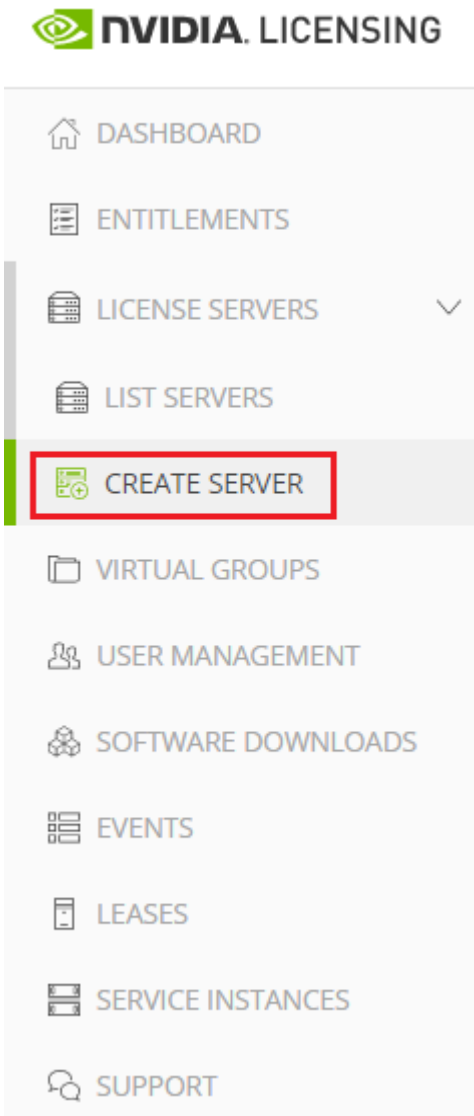 NVIDIA. LICENSING
DASHBOARD
ENTITLEMENTS
LICENSE SERVERS
LIST SERVERS
CREATE SERVER
VIRTUAL GROUPS
USER MANAGEMENT
SOFTWARE DOWNLOADS
EVENTS
LEASES
SERVICE INSTANCES
SUPPORT